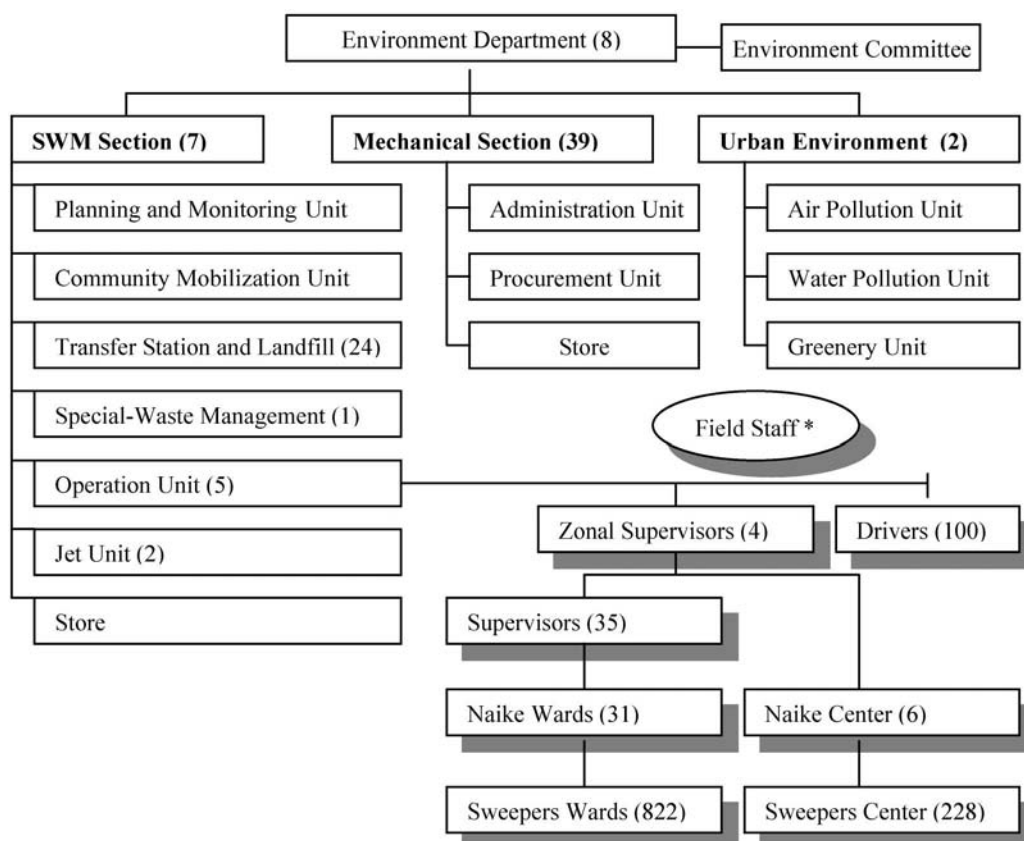 Environment Department (8)
Environment Committee
SWM Section (7)
Mechanical Section (39)
Urban Environment (2)
Planning and Monitoring Unit
Administration Unit
Air Pollution Unit
Community Mobilization Unit
Procurement Unit
Water Pollution Unit
Transfer Station and Landfill (24)
Store
Greenery Unit
Special-Waste Management (1)
Field Staff *
Operation Unit (5)
Zonal Supervisors (4)
Drivers (100)
Jet Unit (2)
Store
Supervisors (35)
Naike Wards (31)
Naike Center (6)
Sweepers Wards (822)
Sweepers Center (228)